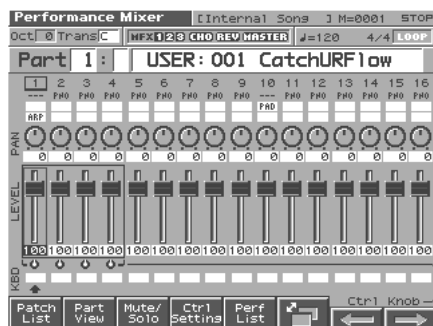 Performance Mixer [Internal Song ] M=0001 STOP
Oct 0 Trans C MFX 1 2 3 CHO REV MASTER ♩=120 4/4 LOOP
Part 1: USER: 001 CatchURFlow
1 2 3 4 5 6 7 8 9 10 11 12 13 14 15 16
--- PNO PNO PNO PNO PNO PNO PNO PNO --- PNO PNO PNO PNO PNO PNO
ARP PAD
PAN
0 0 0 0 0 0 0 0 0 0 0 0 0 0 0 0
LEVEL
100 100 100 100 100 100 100 100 100 100 100 100 100 100 100 100
KBD
Ctrl Knob
Patch List Part View Mute/Solo Ctrl Setting Perf List